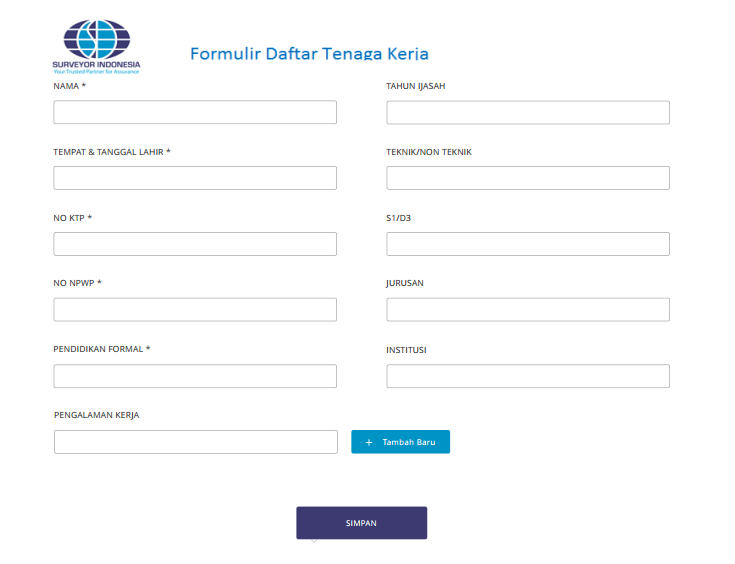 SURVEYOR INDONESIA
Your Trusted Partner for Assurance
Formulir Daftar Tenaga Kerja
NAMA *
TAHUN IJASAH
TEMPAT & TANGGAL LAHIR *
TEKNIK/NON TEKNIK
NO KTP *
S1/D3
NO NPWP *
JURUSAN
PENDIDIKAN FORMAL *
INSTITUSI
PENGALAMAN KERJA
+ Tambah Baru
SIMPAN